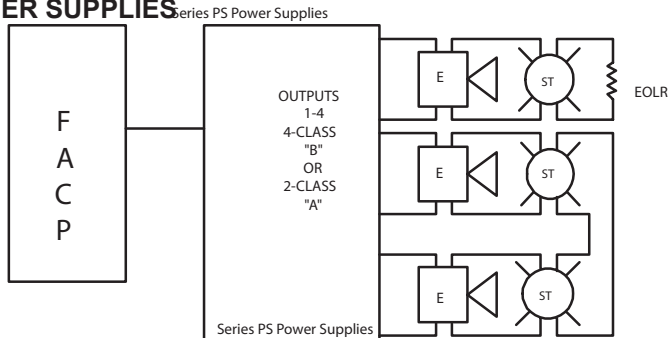 ER SUPPLIES
Series PS Power Supplies
F
A
C
P
OUTPUTS
1-4
4-CLASS
"B"
OR
2-CLASS
"A"
E
ST
EOLR
E
ST
E
ST
Series PS Power Supplies